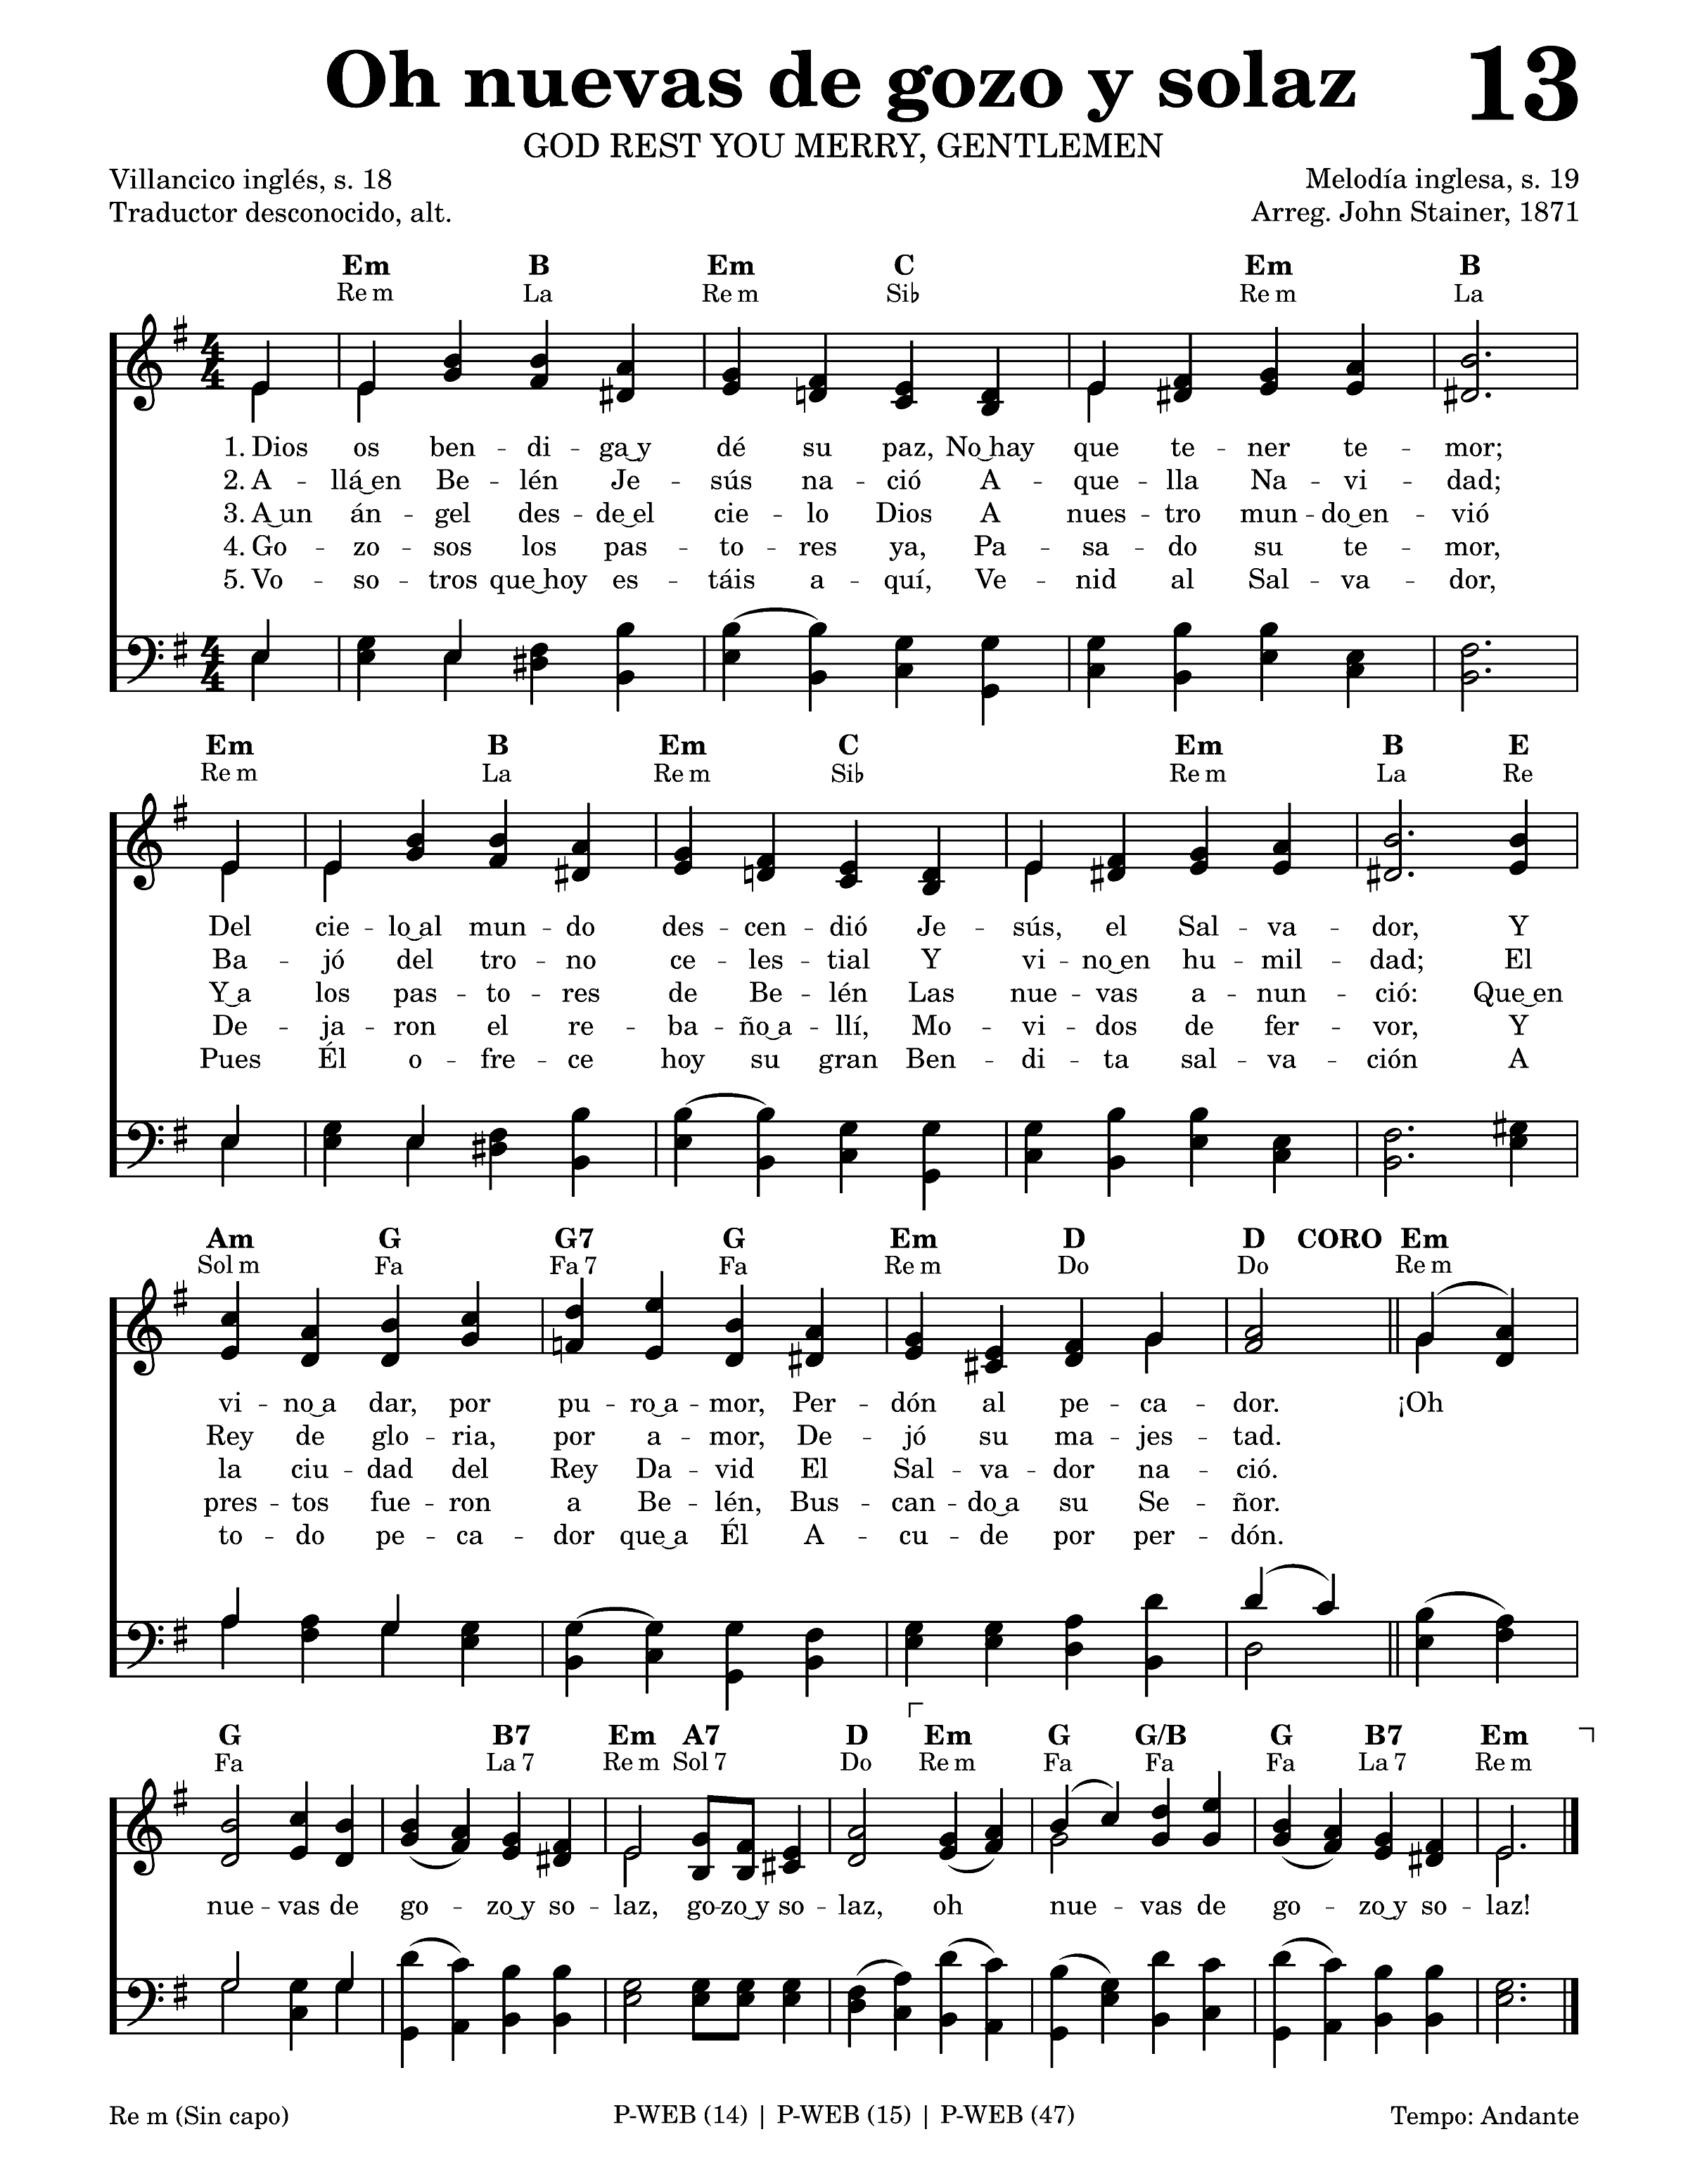 Oh nuevas de gozo y solaz
13
GOD REST YOU MERRY, GENTLEMEN
Villancico inglés, s. 18
Melodía inglesa, s. 19
Traductor desconocido, alt.
Arreg. John Stainer, 1871
Em B Em C Em B
Re m La Re m Si♭ Re m La
4
4
1. Dios os ben - di - ga‿y dé su paz, No‿hay que te - ner te - mor;
2. A - llá‿en Be - lén Je - sús na - ció A - que - lla Na - vi - dad;
3. A‿un án - gel des - de‿el cie - lo Dios A nues - tro mun - do‿en - vió
4. Go - zo - sos los pas - to - res ya, Pa - sa - do su te - mor,
5. Vo - so - tros que‿hoy es - táis a - quí, Ve - nid al Sal - va - dor,
4
4
Em B Em C Em B E
Re m La Re m Si♭ Re m La Re
Del cie - lo‿al mun - do des - cen - dió Je - sús, el Sal - va - dor, Y
Ba - jó del tro - no ce - les - tial Y vi - no‿en hu - mil - dad; El
Y‿a los pas - to - res de Be - lén Las nue - vas a - nun - ció: Que‿en
De - ja - ron el re - ba - ño‿a - llí, Mo - vi - dos de fer - vor, Y
Pues Él o - fre - ce hoy su gran Ben - di - ta sal - va - ción A
Am G G7 G Em D D CORO Em
Sol m Fa Fa 7 Fa Re m Do Do Re m
vi - no‿a dar, por pu - ro‿a - mor, Per - dón al pe - ca - dor. ¡Oh
Rey de glo - ria, por a - mor, De - jó su ma - jes - tad.
la ciu - dad del Rey Da - vid El Sal - va - dor na - ció.
pres - tos fue - ron a Be - lén, Bus - can - do‿a su Se - ñor.
to - do pe - ca - dor que‿a Él A - cu - de por per - dón.
G B7 Em A7 D Em G G/B G B7 Em
Fa La 7 Re m Sol 7 Do Re m Fa Fa Fa La 7 Re m
nue - vas de go - zo‿y so - laz, go - zo‿y so - laz, oh nue - vas de go - zo‿y so - laz!
Re m (Sin capo)
P-WEB (14) | P-WEB (15) | P-WEB (47)
Tempo: Andante